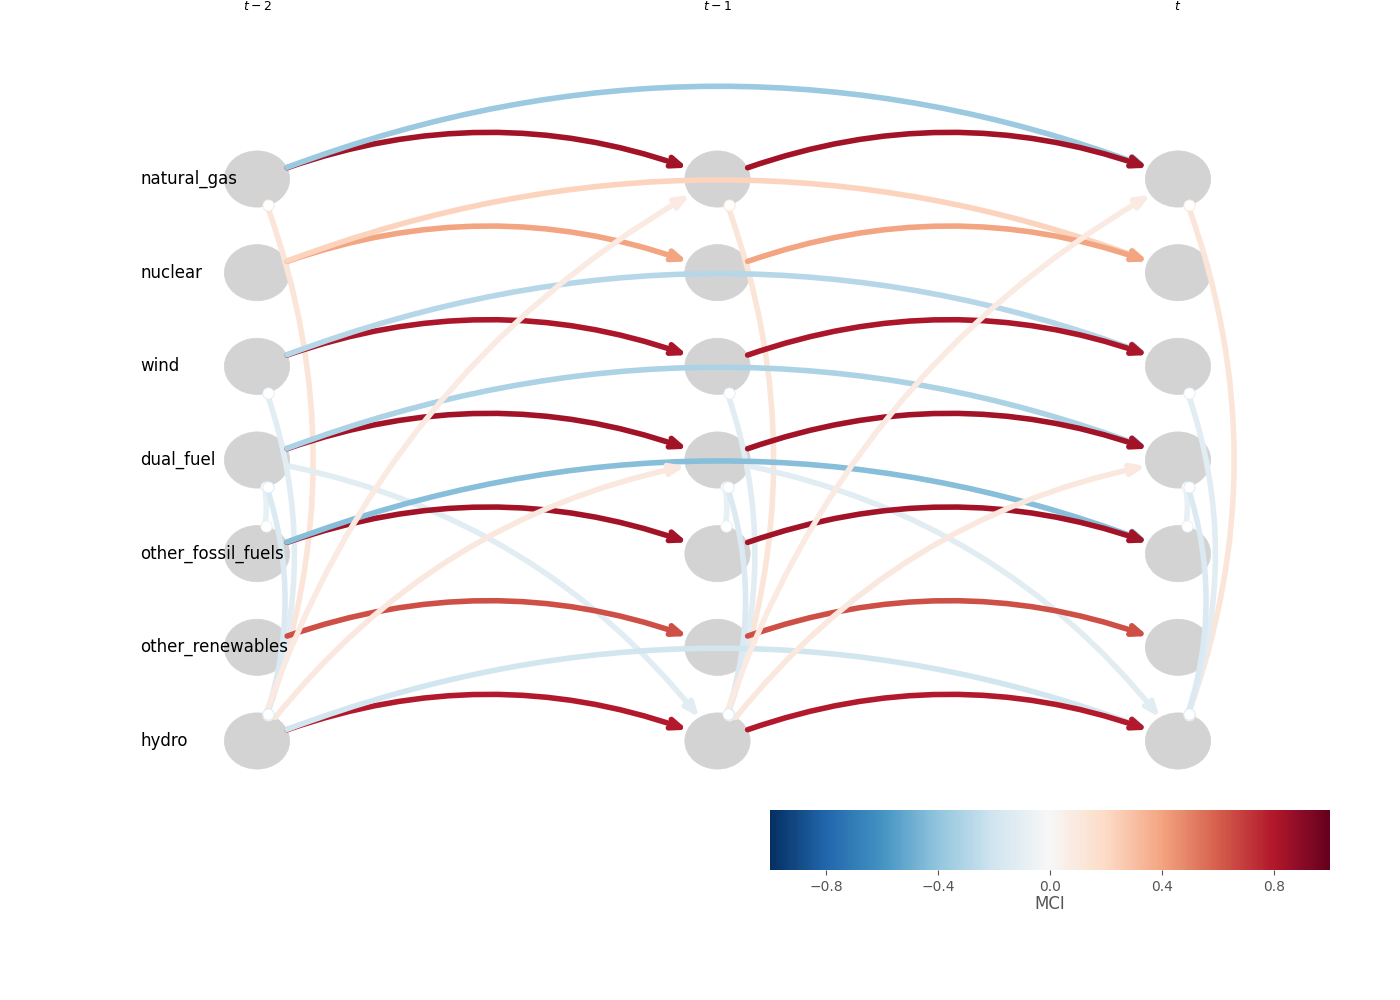 t − 2
t − 1
t
natural_gas
nuclear
wind
dual_fuel
other_fossil_fuels
other_renewables
hydro
−0.8
−0.4
0.0
0.4
0.8
MCI